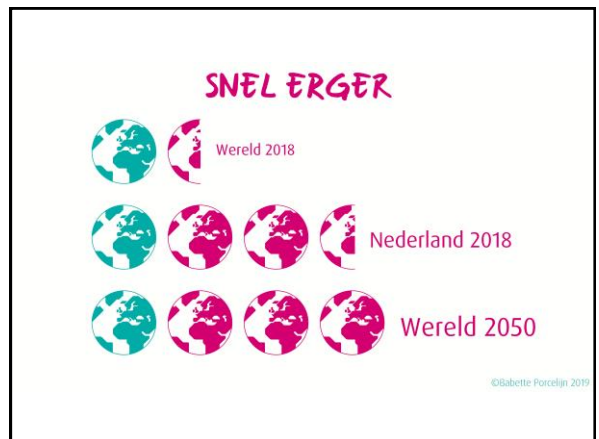 SNEL ERGER
Wereld 2018
Nederland 2018
Wereld 2050
©Babette Porcelijn 2019